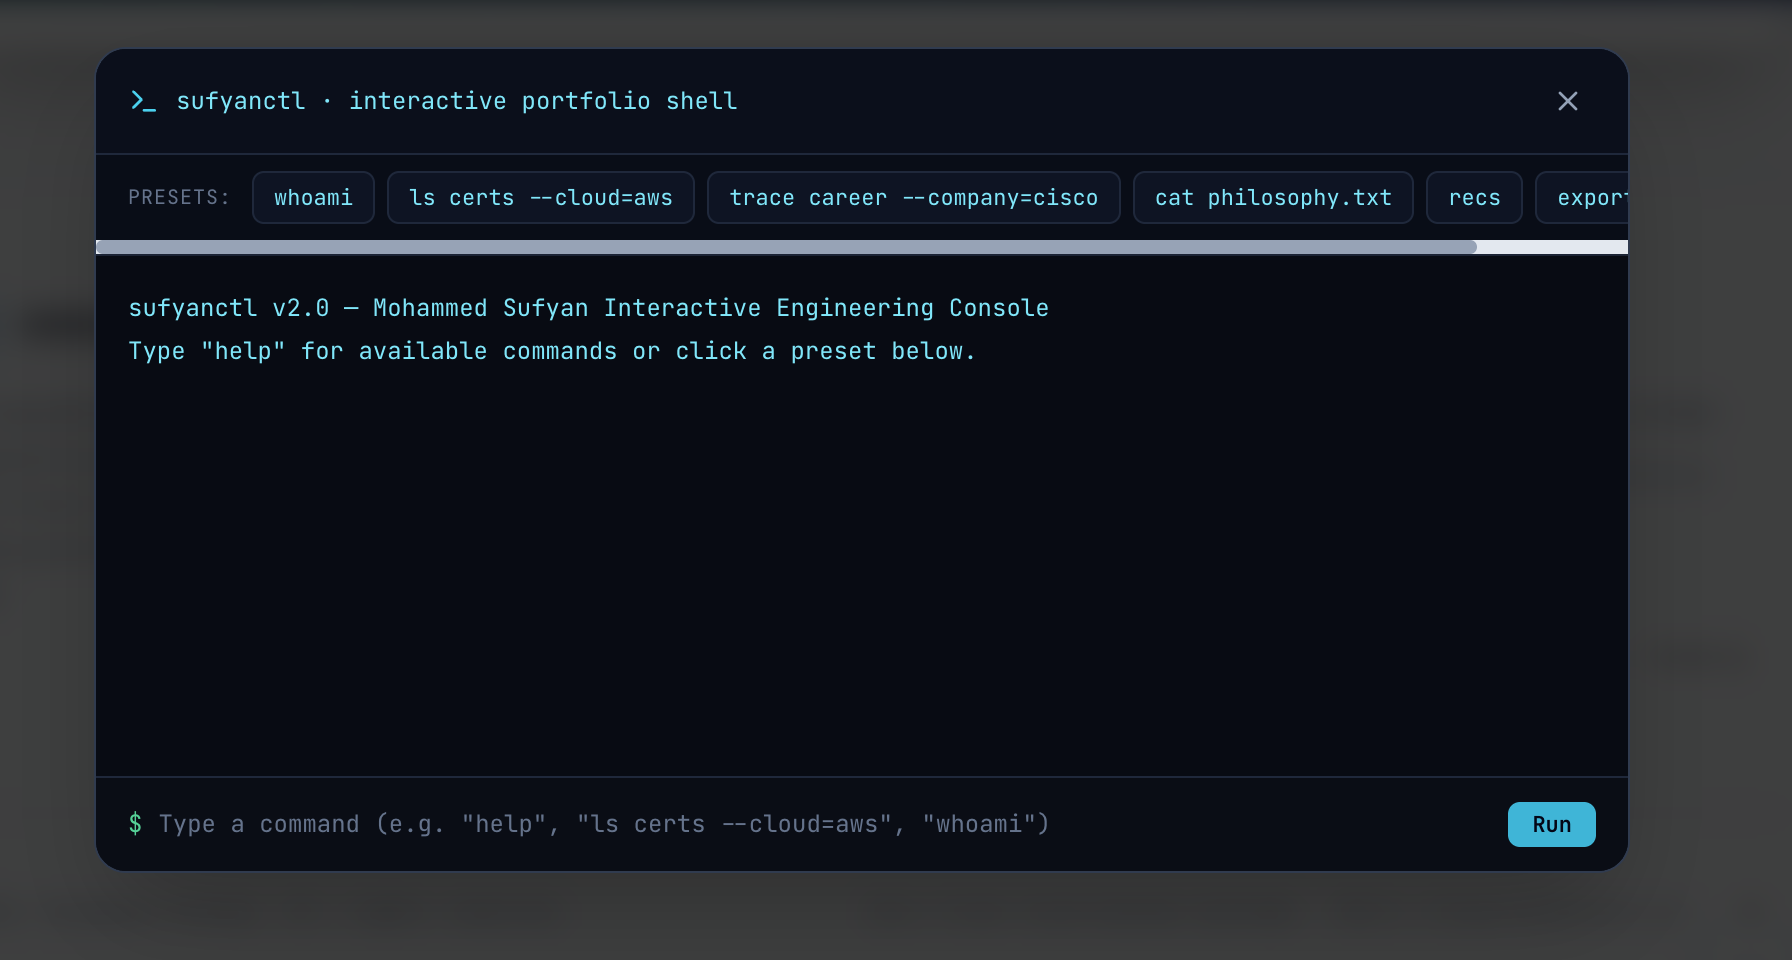 sufyanctl · interactive portfolio shell
PRESETS: whoami ls certs --cloud=aws trace career --company=cisco cat philosophy.txt recs export
sufyanctl v2.0 — Mohammed Sufyan Interactive Engineering Console
Type "help" for available commands or click a preset below.
$ Type a command (e.g. "help", "ls certs --cloud=aws", "whoami") Run